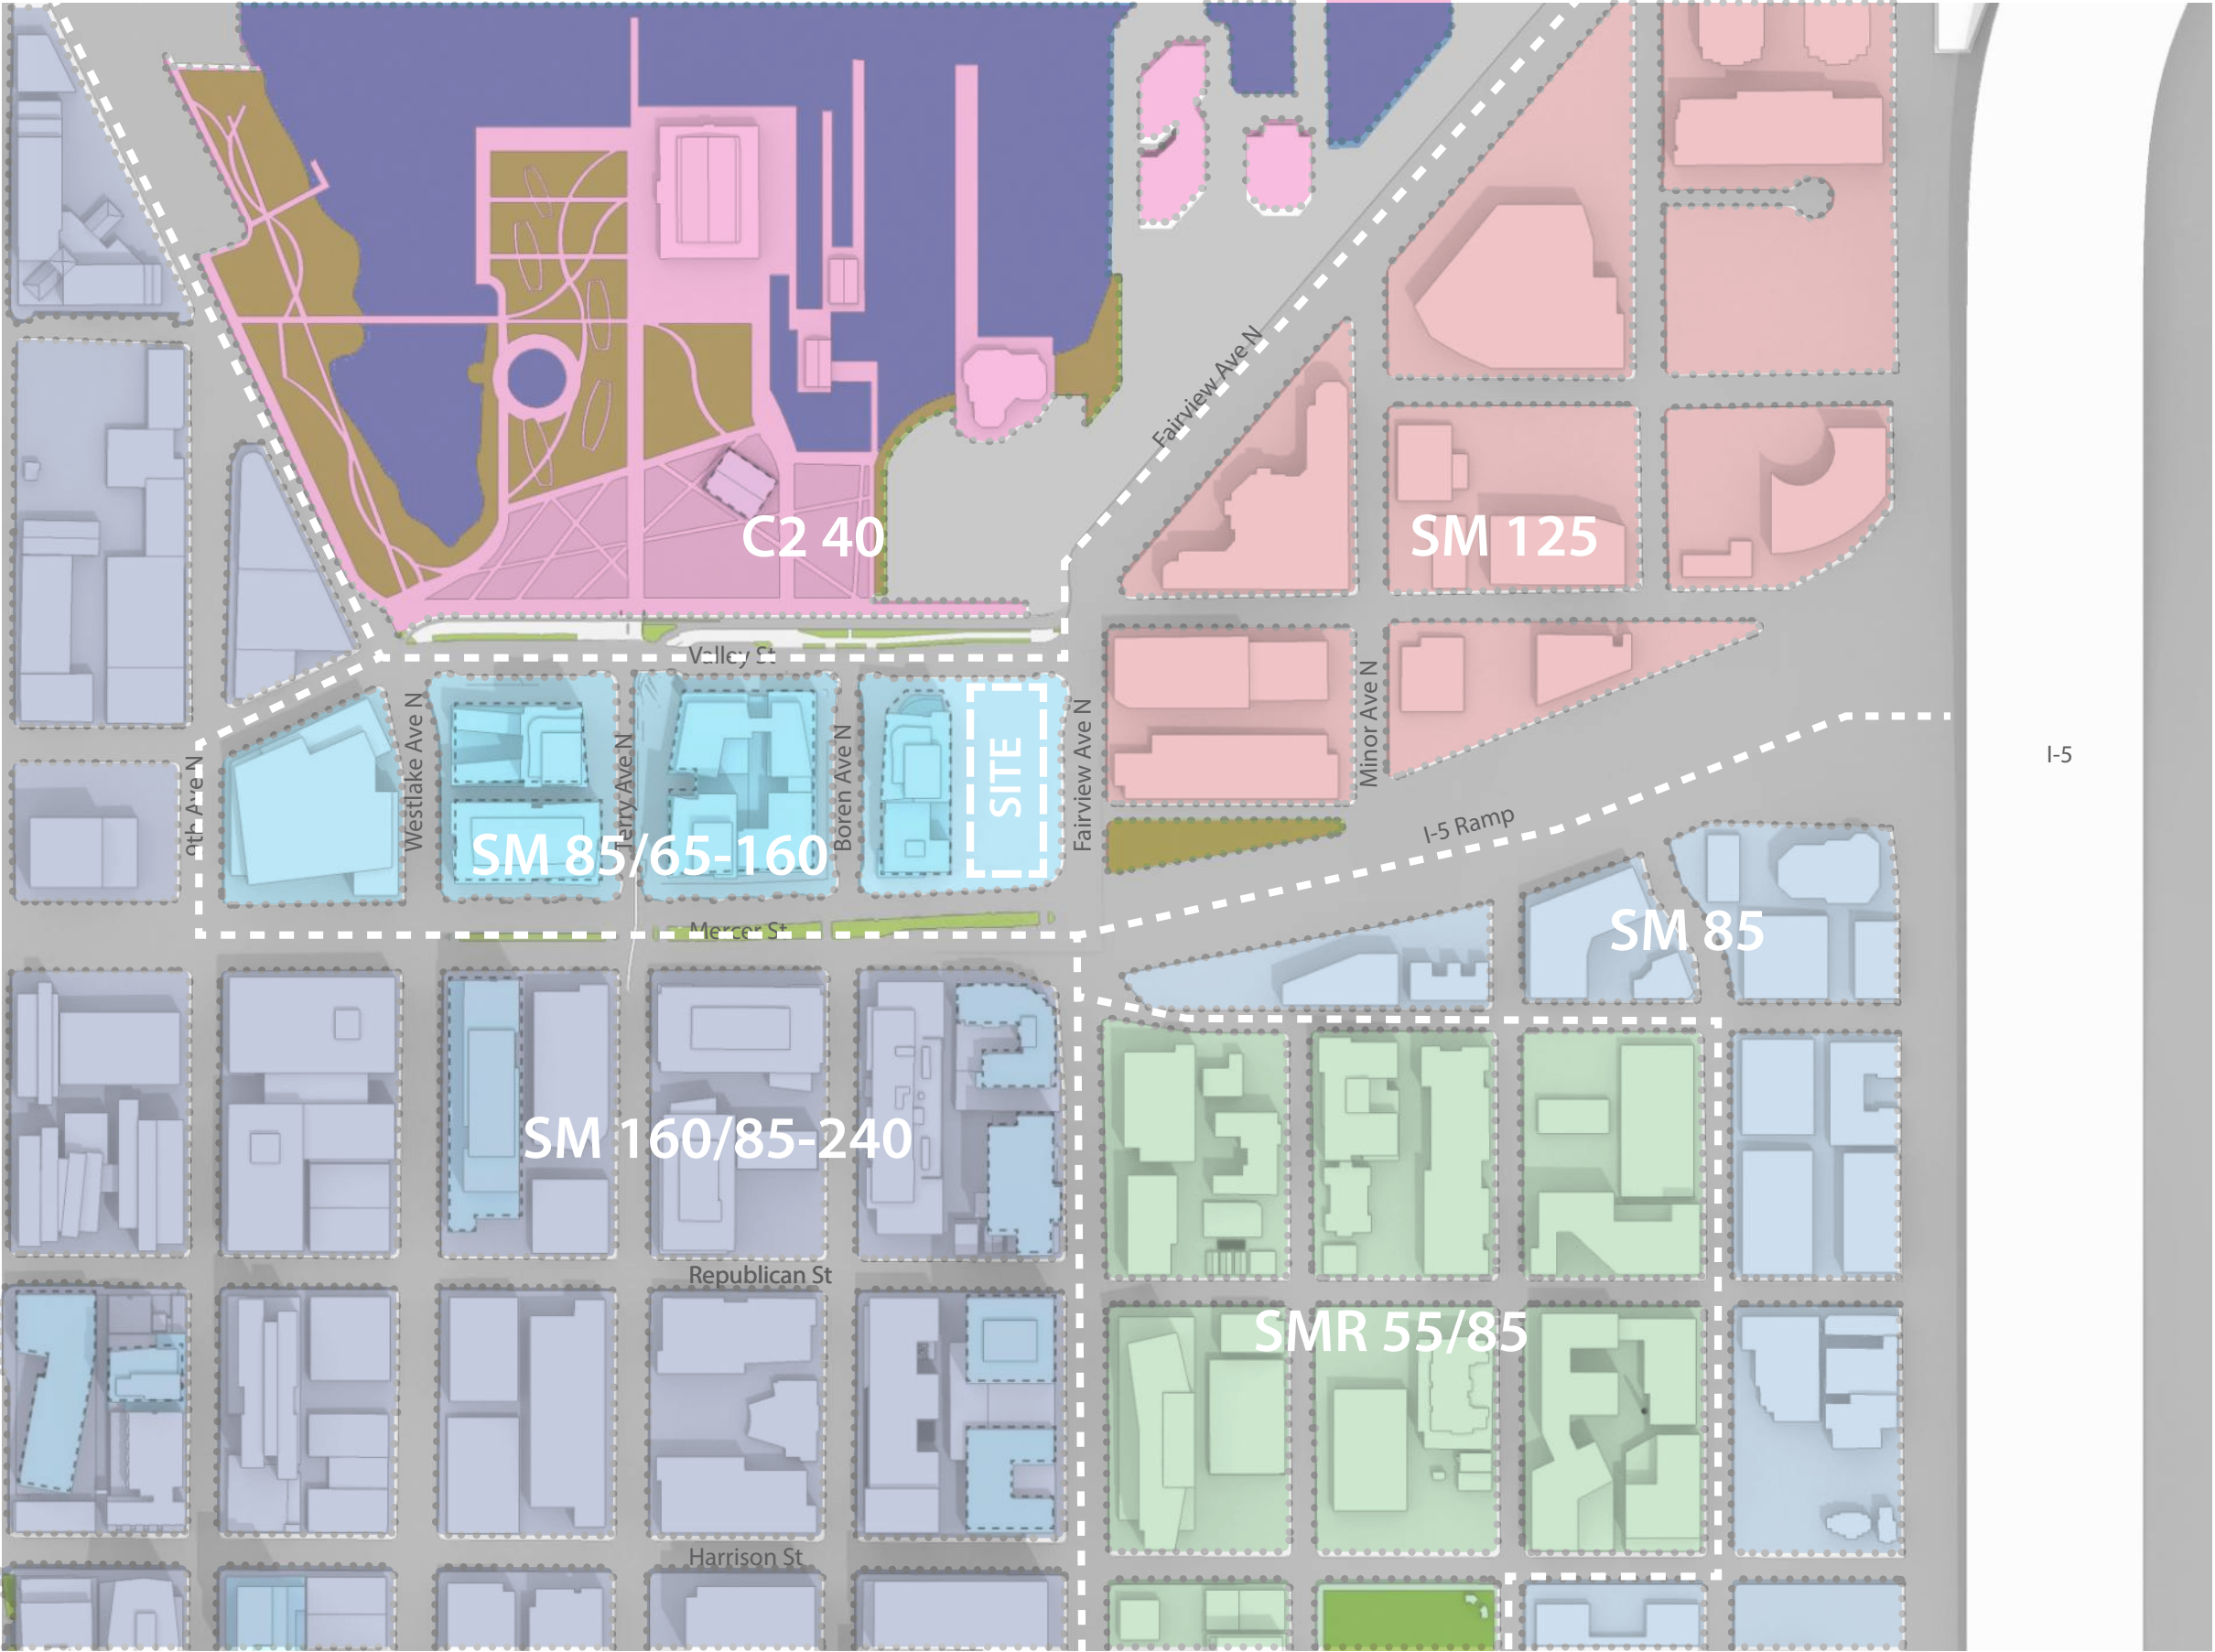 Fairview Ave N
C2 40
SM 125
Valley St
9th Ave N
Westlake Ave N
Terry Ave N
Boren Ave N
SITE
Fairview Ave N
Minor Ave N
I-5
I-5 Ramp
SM 85/65-160
Mercer St
SM 85
SM 160/85-240
Republican St
SMR 55/85
Harrison St